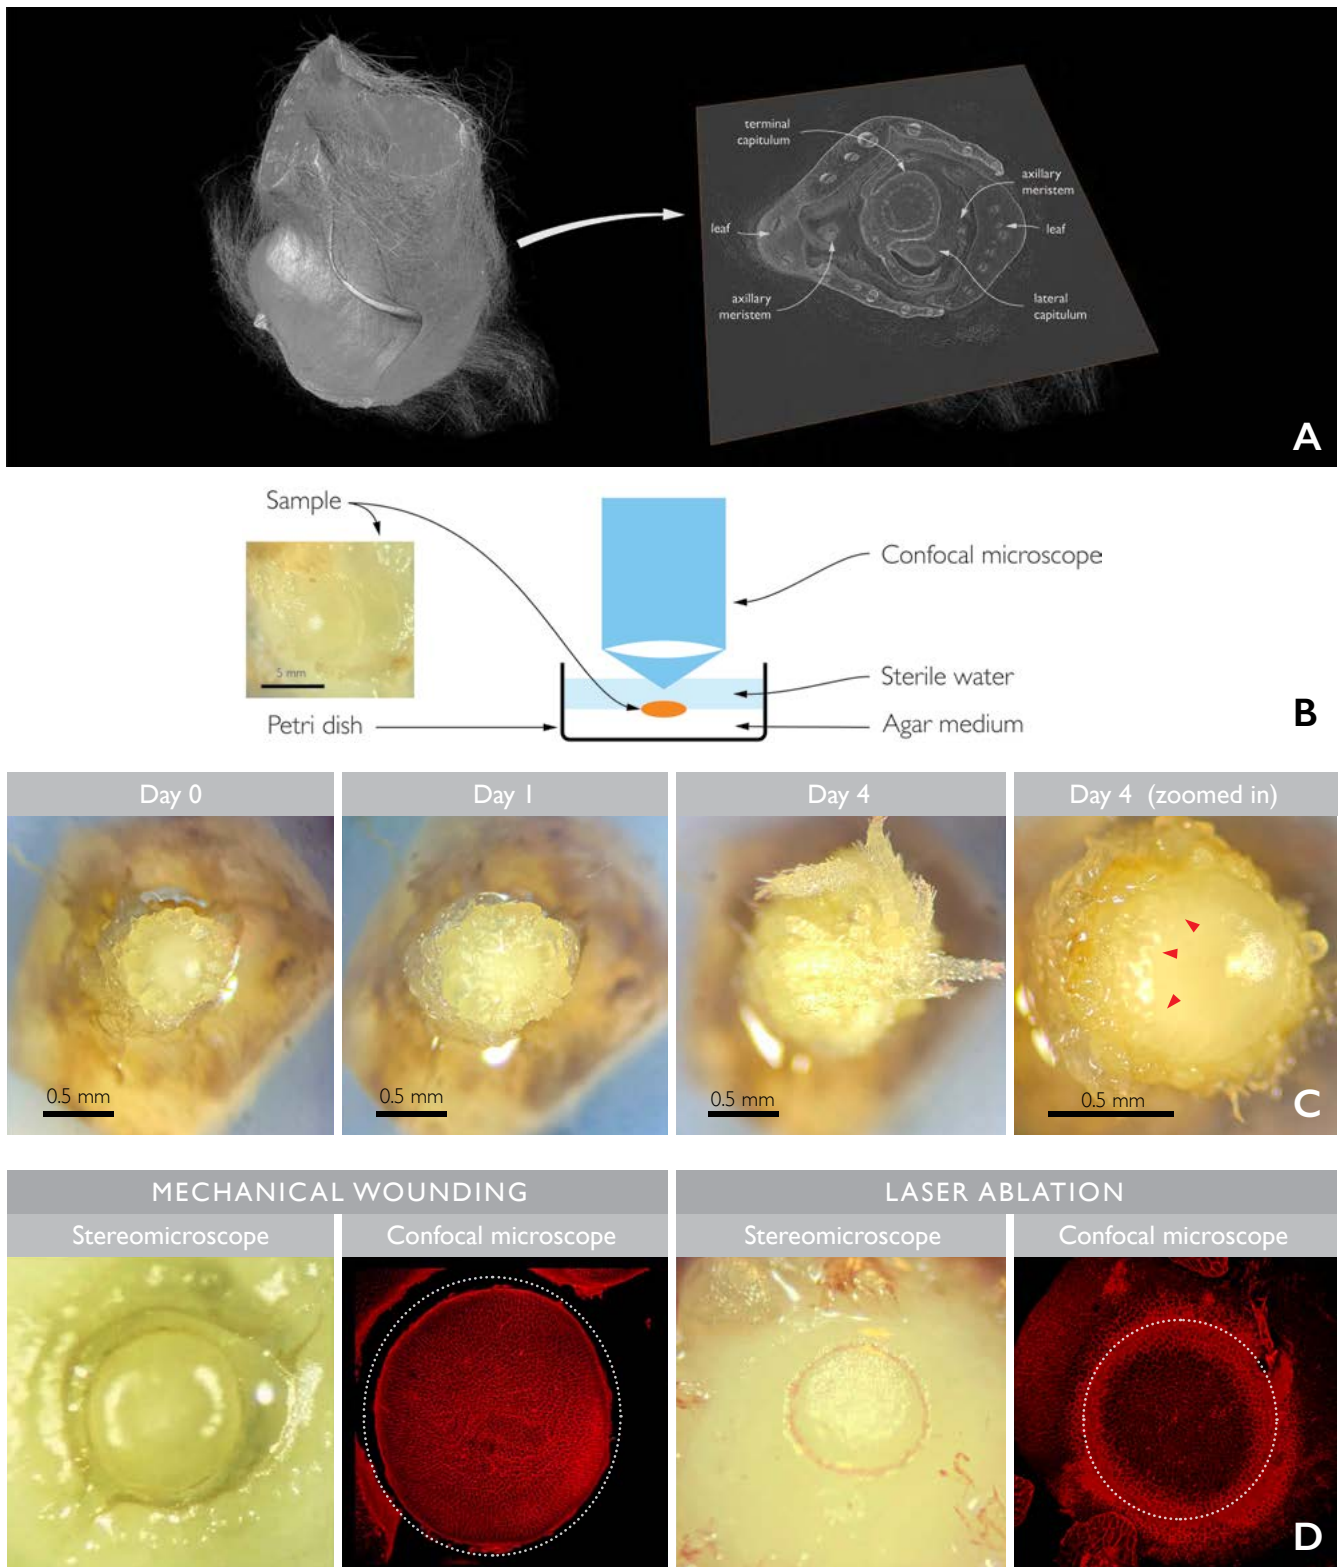 terminal
capitulum
axillary
meristem
leaf
leaf
axillary
meristem
lateral
capitulum
A
Sample
Confocal microscope
5 mm
Sterile water
Petri dish
Agar medium
B
Day 0
Day 1
Day 4
Day 4 (zoomed in)
0.5 mm
0.5 mm
0.5 mm
0.5 mm
C
MECHANICAL WOUNDING
LASER ABLATION
Stereomicroscope
Confocal microscope
Stereomicroscope
Confocal microscope
D